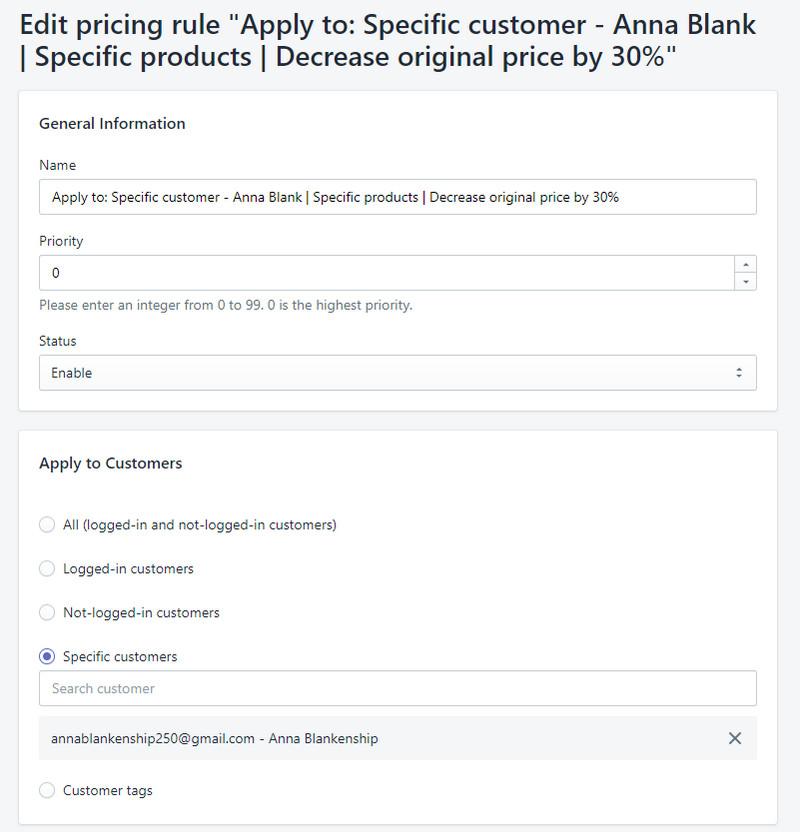 Edit pricing rule "Apply to: Specific customer - Anna Blank
| Specific products | Decrease original price by 30%"
General Information
Name
Apply to: Specific customer - Anna Blank | Specific products | Decrease original price by 30%
Priority
0
Please enter an integer from 0 to 99. 0 is the highest priority.
Status
Enable
Apply to Customers
All (logged-in and not-logged-in customers)
Logged-in customers
Not-logged-in customers
Specific customers
Search customer
annablankenship250@gmail.com - Anna Blankenship
Customer tags